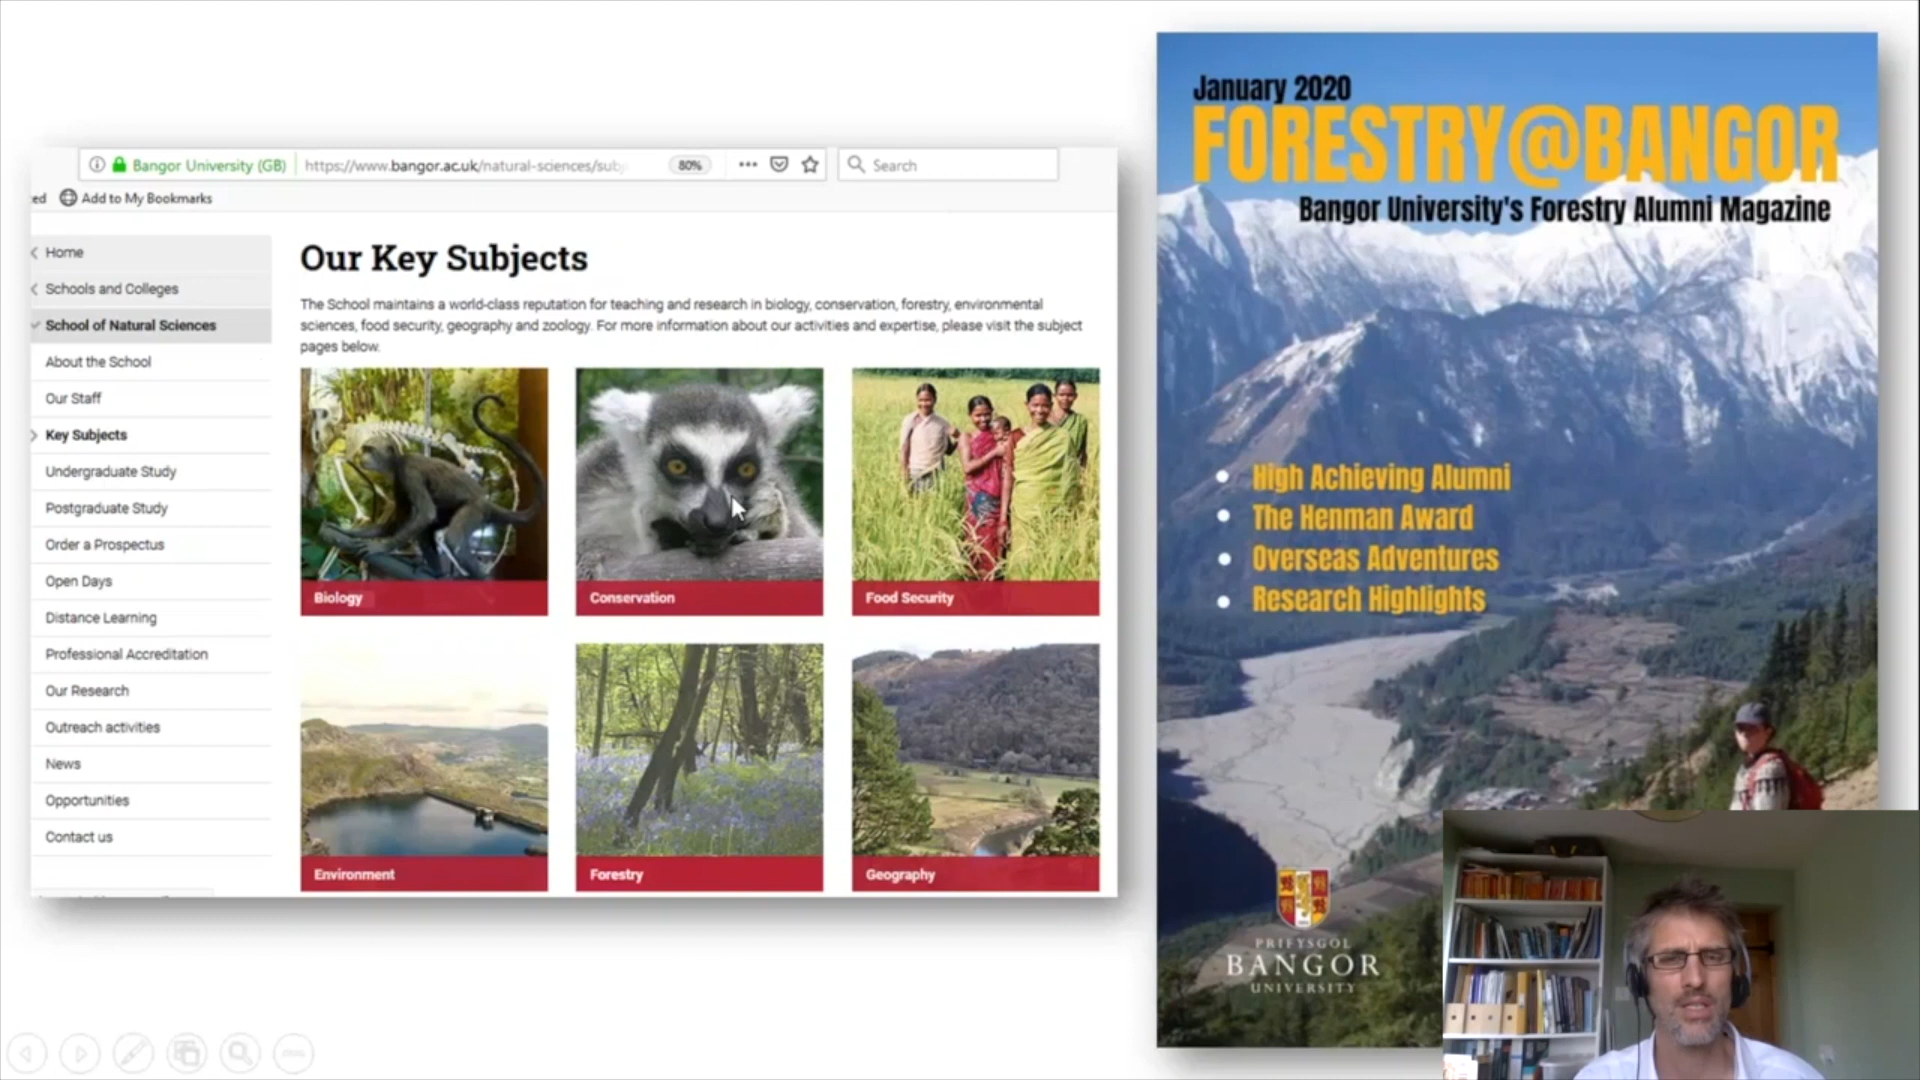 Bangor University (GB)
https://www.bangor.ac.uk/natural-sciences/sub
80%
Search
Add to My Bookmarks
Home
Schools and Colleges
School of Natural Sciences
About the School
Our Staff
Key Subjects
Undergraduate Study
Postgraduate Study
Order a Prospectus
Open Days
Distance Learning
Professional Accreditation
Our Research
Outreach activities
News
Opportunities
Contact us
Our Key Subjects
The School maintains a world-class reputation for teaching and research in biology, conservation, forestry, environmental
sciences, food security, geography and zoology. For more information about our activities and expertise, please visit the subject
pages below.
Biology
Conservation
Food Security
Environment
Forestry
Geography
January 2020
FORESTRY@BANGOR
Bangor University's Forestry Alumni Magazine
High Achieving Alumni
The Henman Award
Overseas Adventures
Research Highlights
PRIFYSGOL
BANGOR
UNIVERSITY